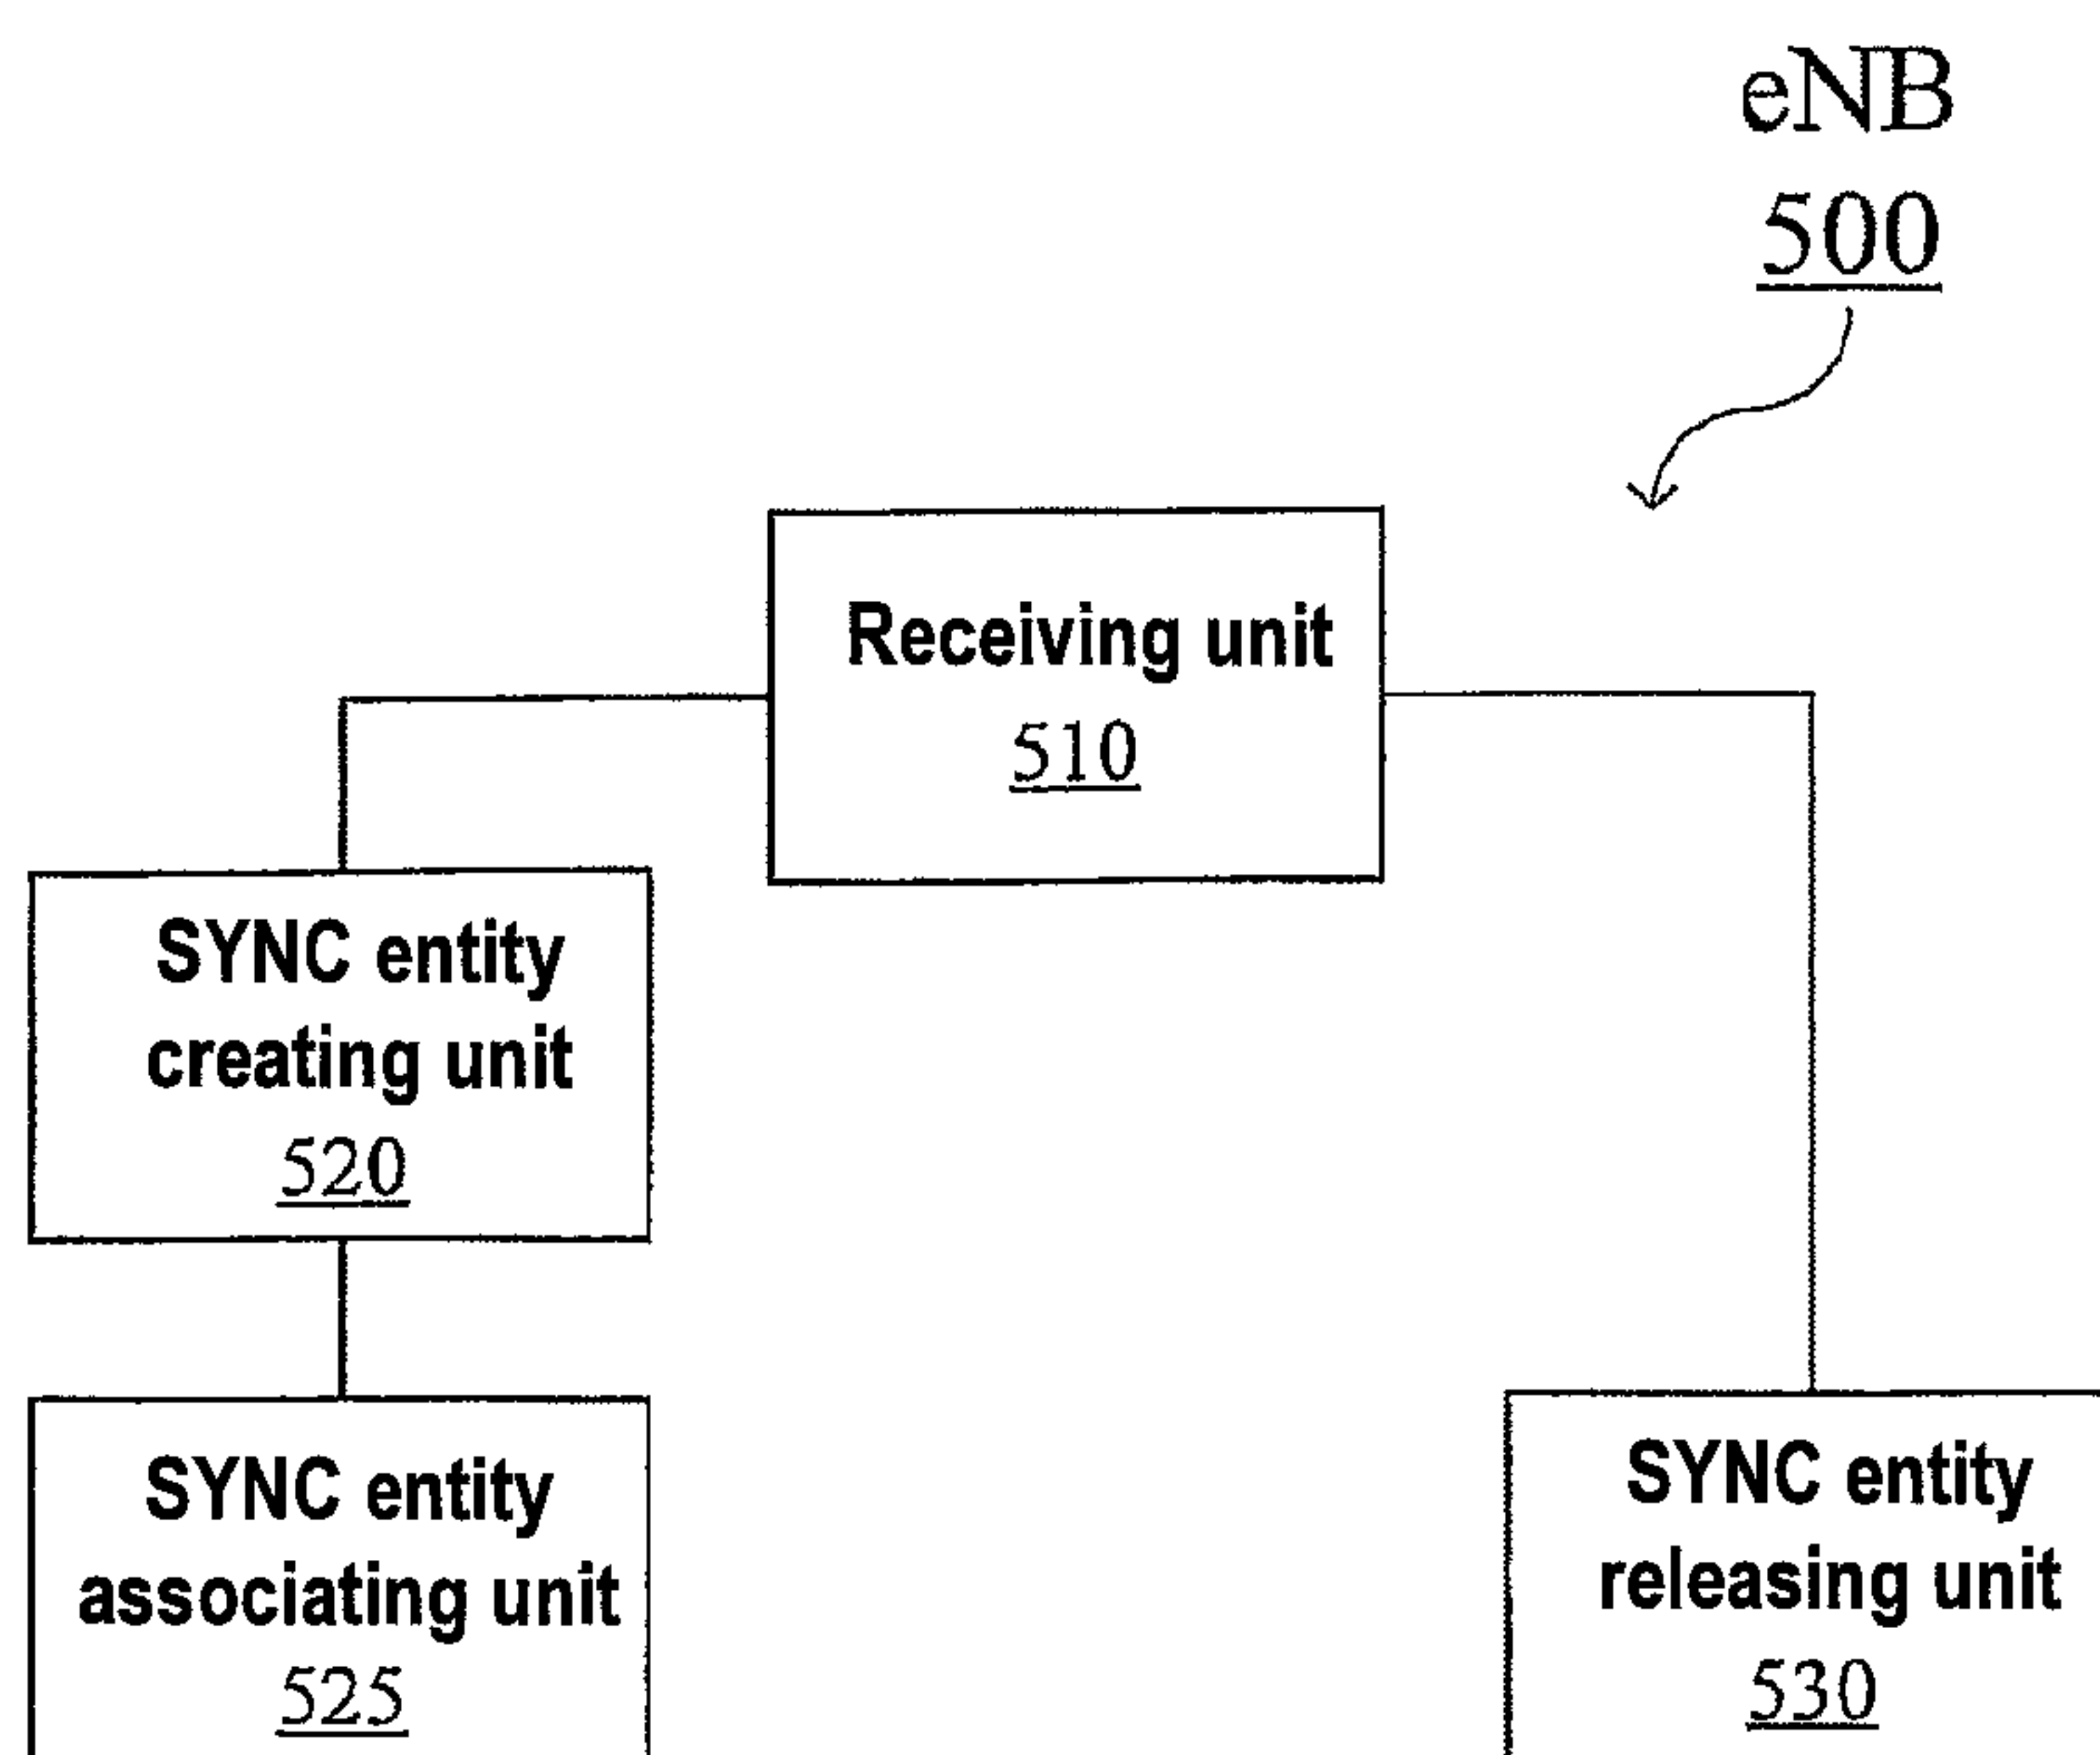 eNB
500
Receiving unit
510
SYNC entity
creating unit
520
SYNC entity
associating unit
525
SYNC entity
releasing unit
530